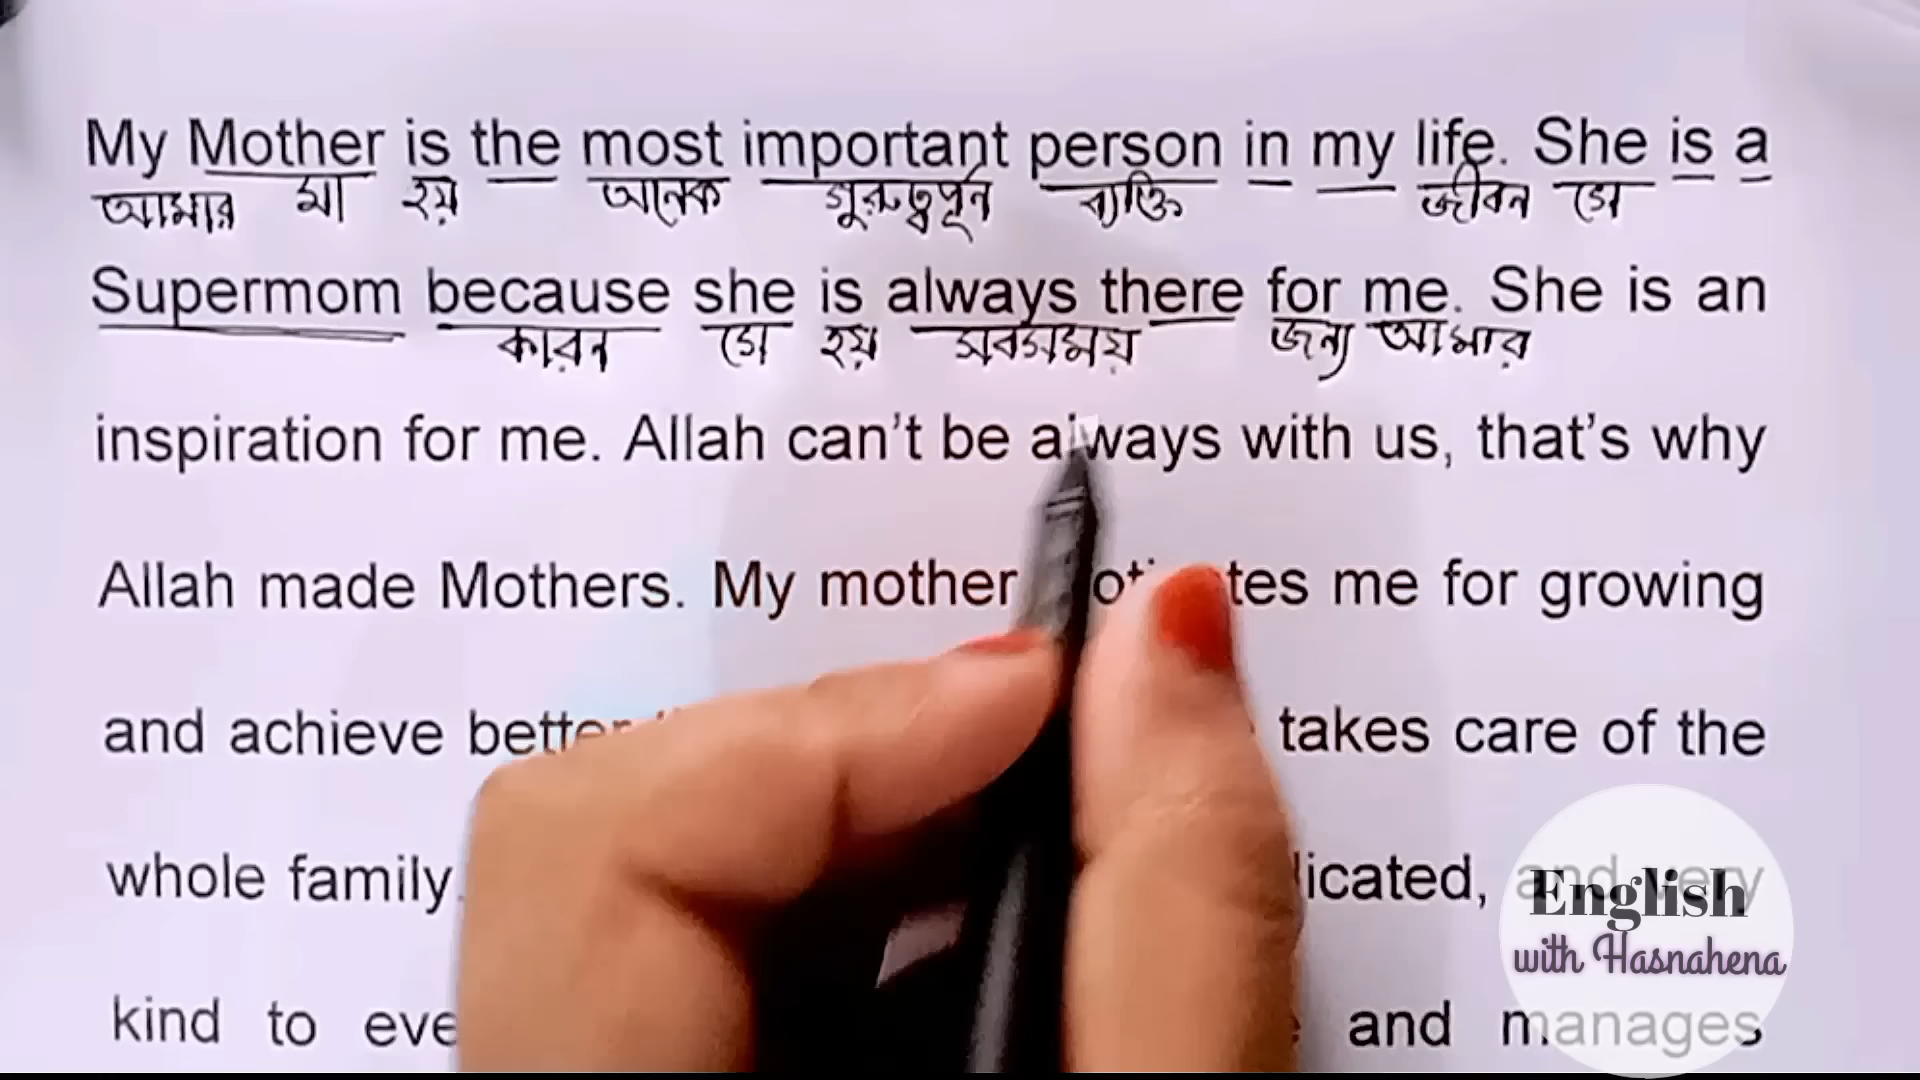 My Mother is the most important person in my life. She is a
আমার মা হয় অনেক গুরুত্বপূর্ন ব্যক্তি জীবন সে
Supermom because she is always there for me. She is an
কারন সে হয় সবসময় জন্য আমার
inspiration for me. Allah can't be always with us, that's why
Allah made Mothers. My mother me for growing
and achieve better takes care of the
whole family. and very
kind to and manages
English
with Hasnahena